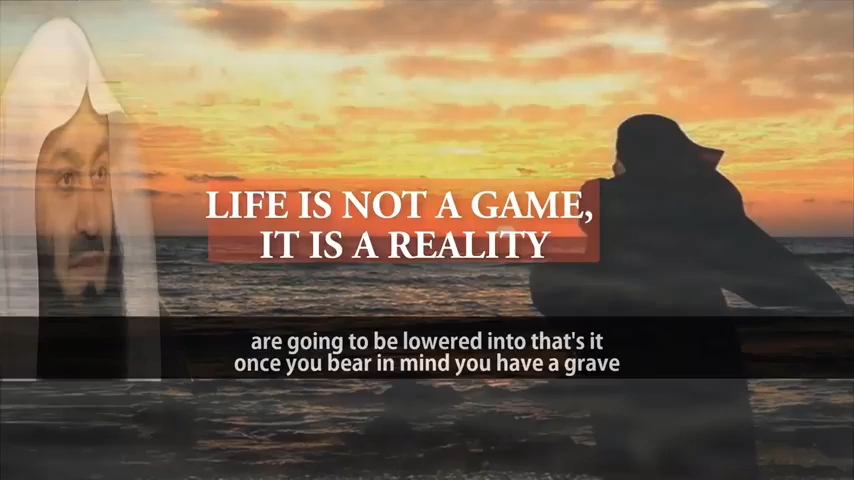 LIFE IS NOT A GAME,
IT IS A REALITY
are going to be lowered into that's it
once you bear in mind you have a grave